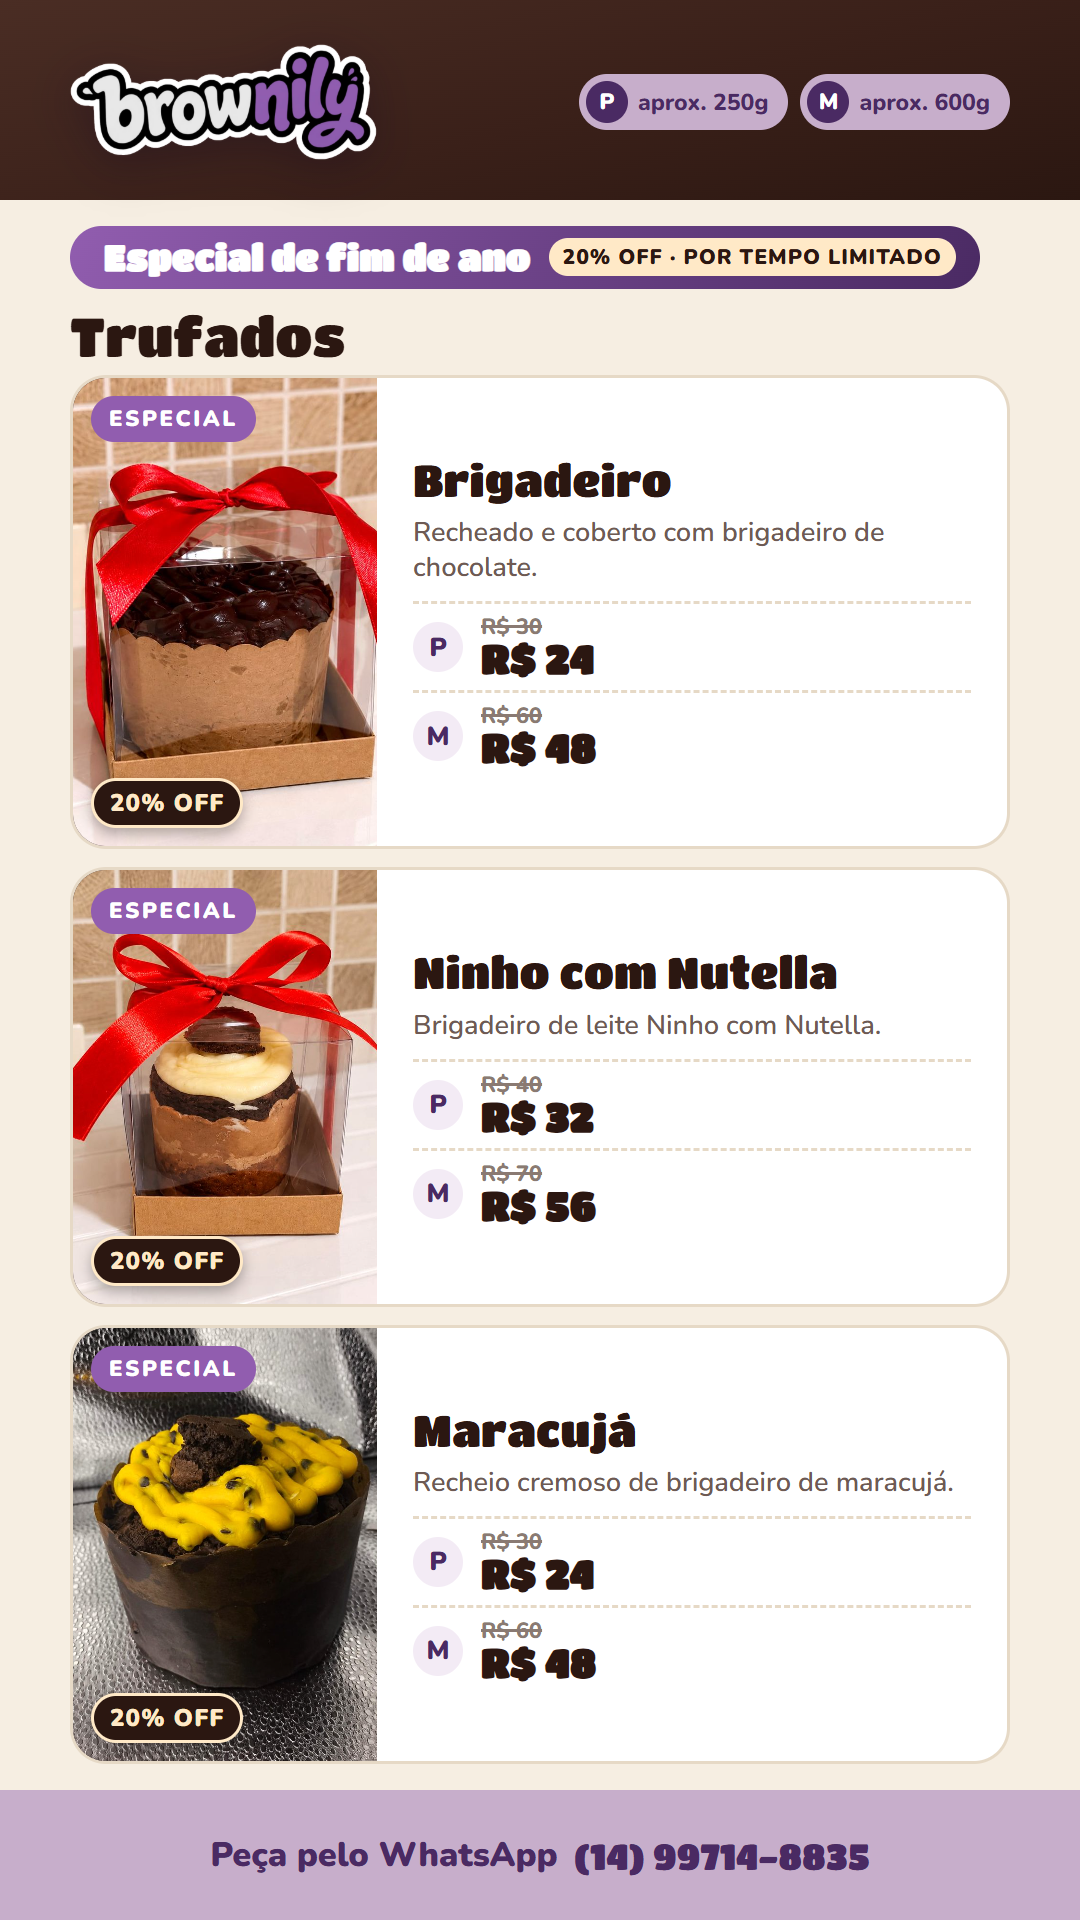 brownily
P aprox. 250g
M aprox. 600g
Especial de fim de ano
20% OFF · POR TEMPO LIMITADO
Trufados
ESPECIAL
Brigadeiro
Recheado e coberto com brigadeiro de
chocolate.
P R$ 30
R$ 24
M R$ 60
R$ 48
20% OFF
ESPECIAL
Ninho com Nutella
Brigadeiro de leite Ninho com Nutella.
P R$ 40
R$ 32
M R$ 70
R$ 56
20% OFF
ESPECIAL
Maracujá
Recheio cremoso de brigadeiro de maracujá.
P R$ 30
R$ 24
M R$ 60
R$ 48
20% OFF
Peça pelo WhatsApp (14) 99714-8835